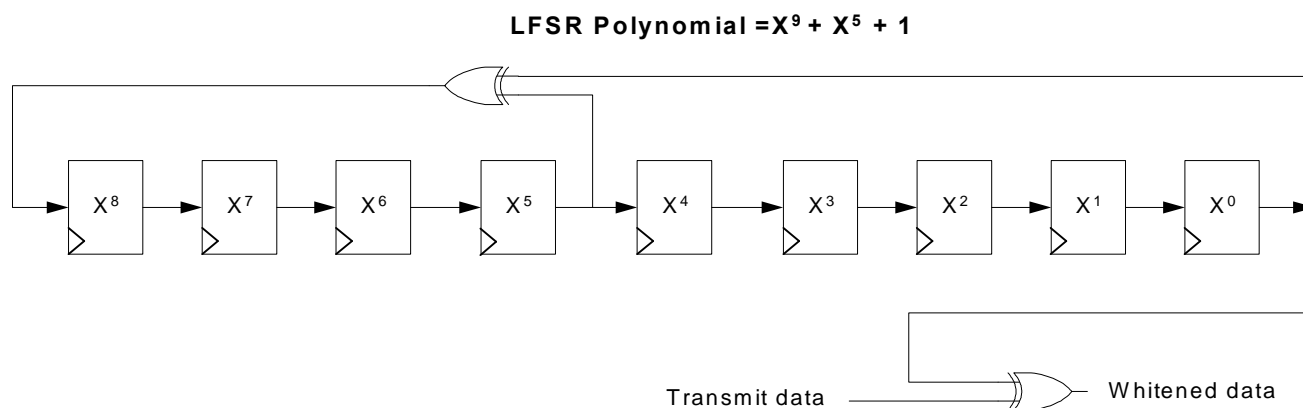 LFSR Polynomial =X⁹ + X⁵ + 1
X⁸ X⁷ X⁶ X⁵ X⁴ X³ X² X¹ X⁰
Transmit data
Whitened data